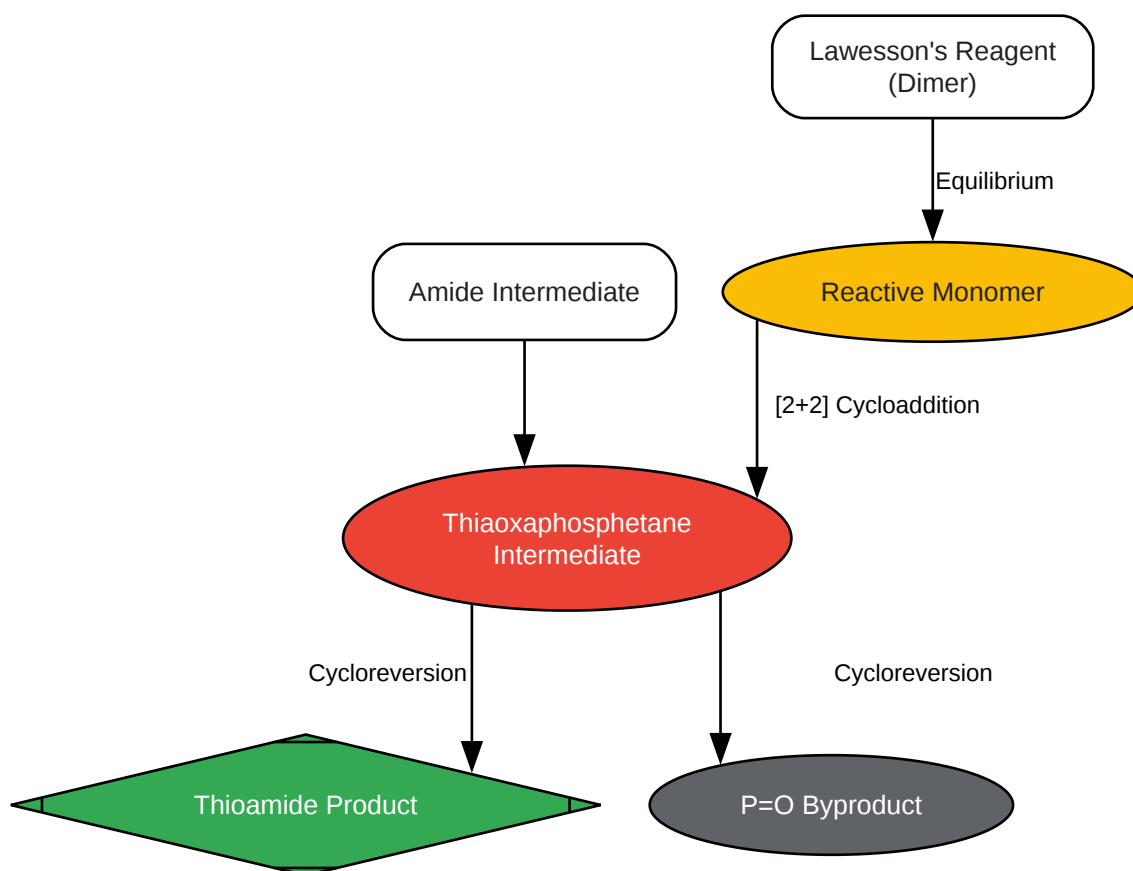 Lawesson's Reagent
(Dimer)
Equilibrium
Amide Intermediate
Reactive Monomer
[2+2] Cycloaddition
Thiaoxaphosphetane
Intermediate
Cycloreversion
Cycloreversion
Thioamide Product
P=O Byproduct